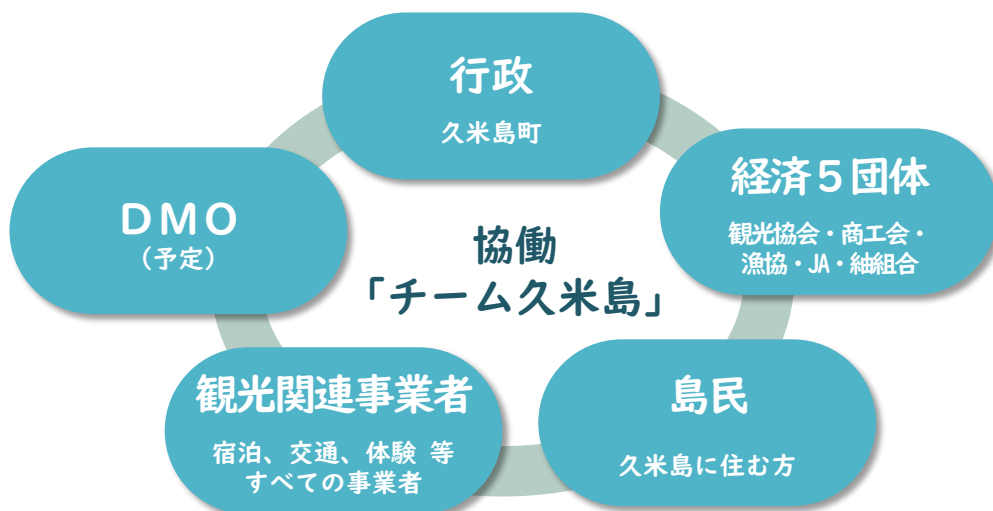 行政
久米島町
経済５団体
観光協会・商工会・
漁協・JA・紬組合
島民
久米島に住む方
観光関連事業者
宿泊、交通、体験 等
すべての事業者
ＤＭＯ
（予定）
協働
「チーム久米島」